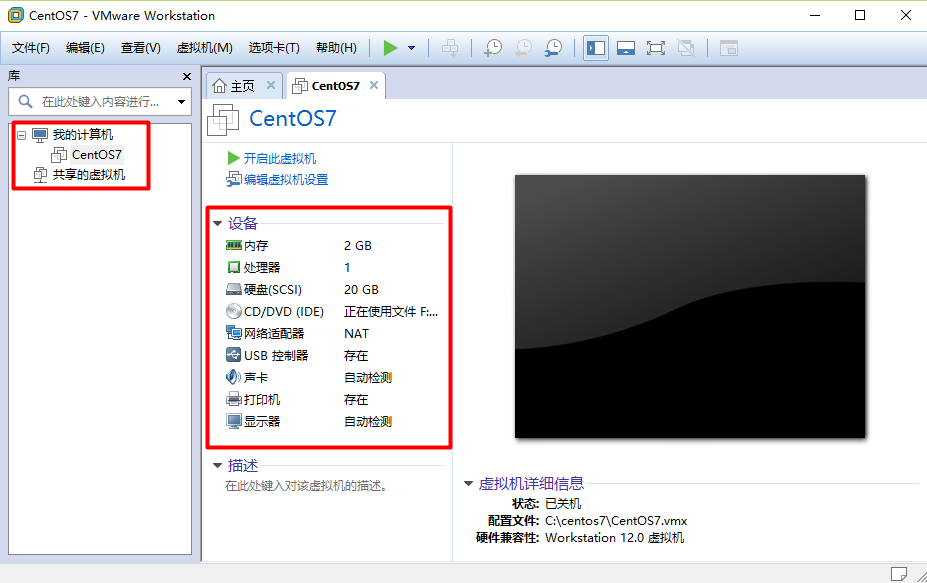 CentOS7 - VMware Workstation
文件(F) 编辑(E) 查看(V) 虚拟机(M) 选项卡(T) 帮助(H)
库
在此处键入内容进行...
我的计算机
CentOS7
共享的虚拟机
主页 CentOS7
CentOS7
开启此虚拟机
编辑虚拟机设置
设备
内存 2 GB
处理器 1
硬盘(SCSI) 20 GB
CD/DVD (IDE) 正在使用文件 F:...
网络适配器 NAT
USB 控制器 存在
声卡 自动检测
打印机 存在
显示器 自动检测
描述
在此处键入对该虚拟机的描述。
虚拟机详细信息
状态: 已关机
配置文件: C:\centos7\CentOS7.vmx
硬件兼容性: Workstation 12.0 虚拟机